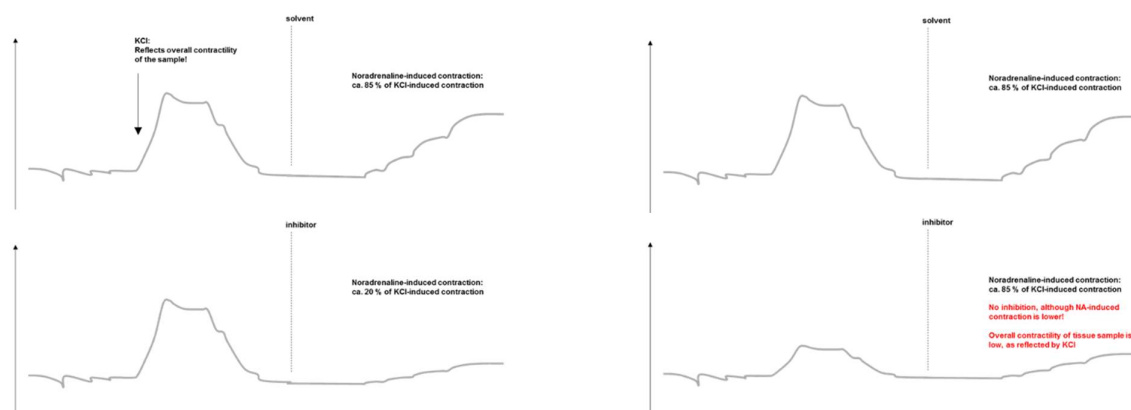 solvent
KCl:
Reflects overall contractility
of the sample!
Noradrenaline-induced contraction:
ca. 85 % of KCl-induced contraction
inhibitor
Noradrenaline-induced contraction:
ca. 20 % of KCl-induced contraction
solvent
Noradrenaline-induced contraction:
ca. 85 % of KCl-induced contraction
inhibitor
Noradrenaline-induced contraction:
ca. 85 % of KCl-induced contraction
No inhibition, although NA-induced
contraction is lower!
Overall contractility of tissue sample is
low, as reflected by KCl